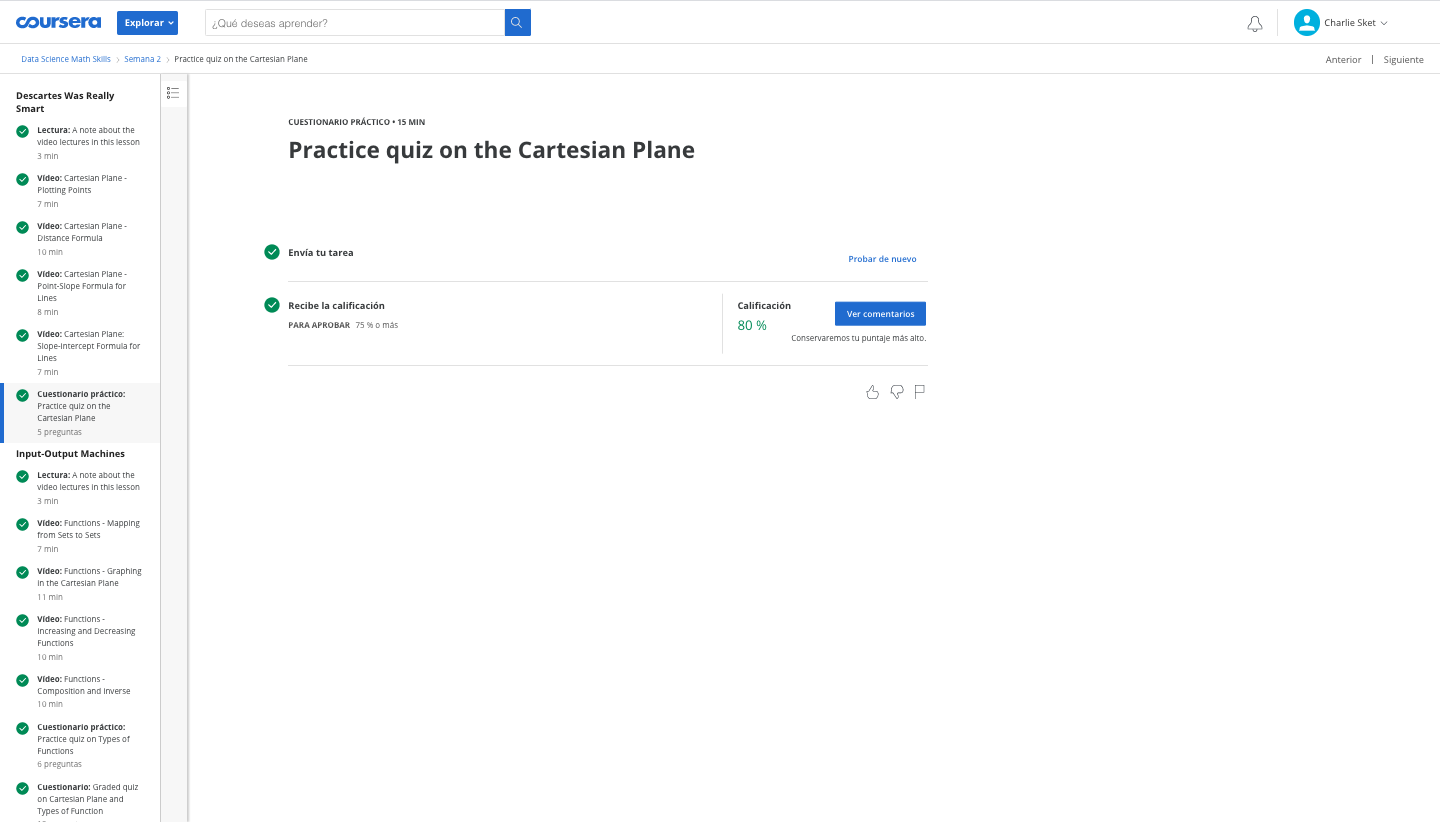 coursera
Explorar
¿Qué deseas aprender?
Charlie Sket
Data Science Math Skills
Semana 2
Practice quiz on the Cartesian Plane
Anterior
Siguiente
Descartes Was Really
Smart
Lectura: A note about the
video lectures in this lesson
3 min
Vídeo: Cartesian Plane -
Plotting Points
7 min
Vídeo: Cartesian Plane -
Distance Formula
10 min
Vídeo: Cartesian Plane -
Point-Slope Formula for
Lines
8 min
Vídeo: Cartesian Plane:
Slope-intercept Formula for
Lines
7 min
Cuestionario práctico:
Practice quiz on the
Cartesian Plane
5 preguntas
Input-Output Machines
Lectura: A note about the
video lectures in this lesson
3 min
Vídeo: Functions - Mapping
from Sets to Sets
7 min
Vídeo: Functions - Graphing
in the Cartesian Plane
11 min
Vídeo: Functions -
Increasing and Decreasing
Functions
10 min
Vídeo: Functions -
Composition and Inverse
10 min
Cuestionario práctico:
Practice quiz on Types of
Functions
6 preguntas
Cuestionario: Graded quiz
on Cartesian Plane and
Types of Function
CUESTIONARIO PRÁCTICO • 15 MIN
Practice quiz on the Cartesian Plane
Envía tu tarea
Probar de nuevo
Recibe la calificación
PARA APROBAR 75 % o más
Calificación
80 %
Ver comentarios
Conservaremos tu puntaje más alto.